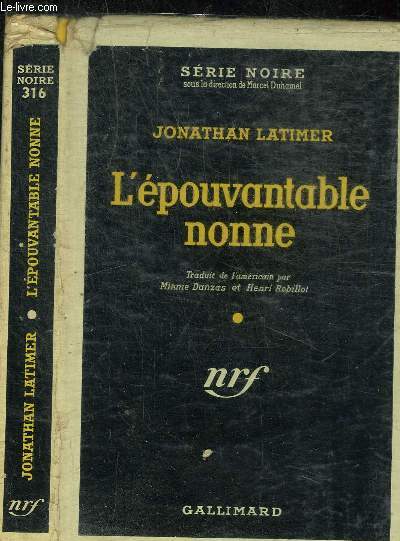 Le-livre.com
SÉRIE
NOIRE
316
JONATHAN LATIMER • L'ÉPOUVANTABLE NONNE
nrf
SÉRIE NOIRE
sous la direction de Marcel Duhamel
JONATHAN LATIMER
L'épouvantable
nonne
Traduit de l'américain par
Minnie Danzas et Henri Robillot
nrf
GALLIMARD